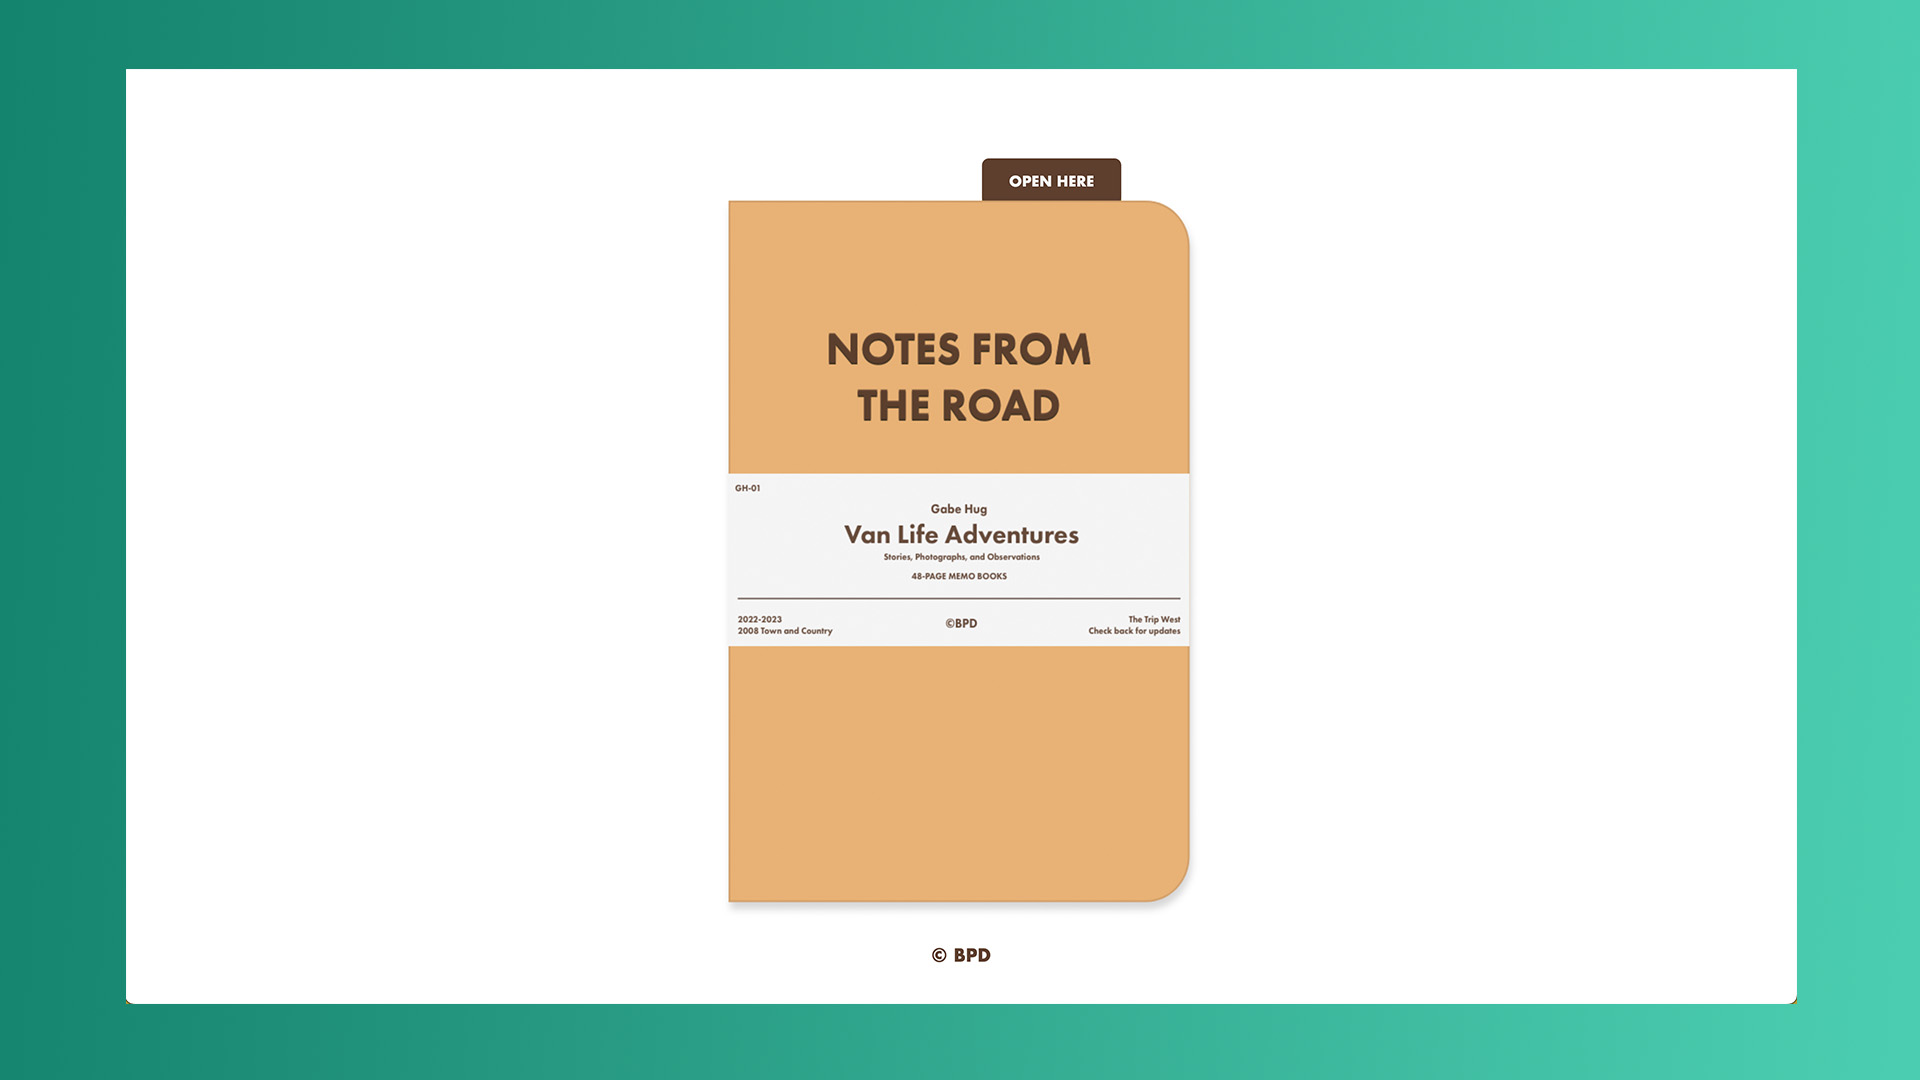 OPEN HERE
NOTES FROM
THE ROAD
GH-01
Gabe Hug
Van Life Adventures
Stories, Photographs, and Observations
48-PAGE MEMO BOOKS
2022-2023
2008 Town and Country
©BPD
The Trip West
Check back for updates
© BPD